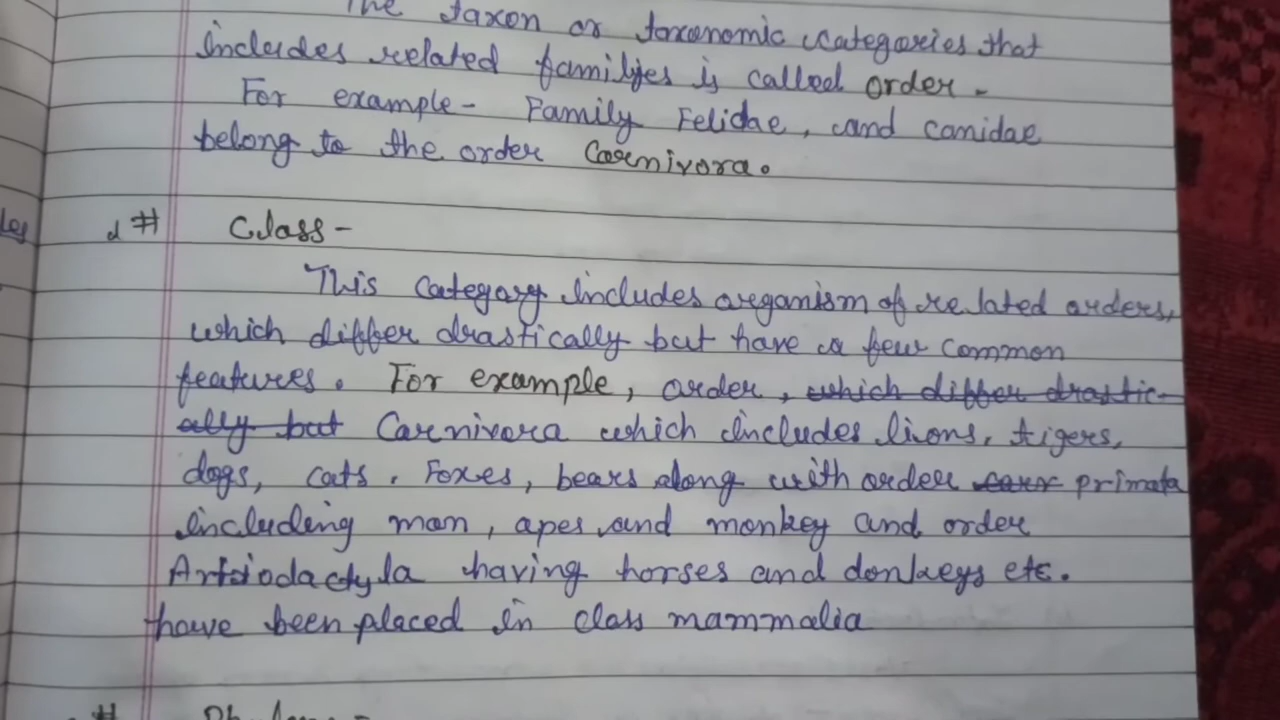 The taxon or taxonomic categories that
includes related families is called order.
For example- Family Felidae, and canidae
belong to the order Carnivora.
# Class-
This category includes organism of related orders,
which differ drastically but have a few common
features. For example, order, which differ drastic-
ally but Carnivora which includes lions, tigers,
dogs, cats, Foxes, bears along with order primata
including man, apes and monkey and order
Artiodactyla having horses and donkeys etc.
have been placed in class mammalia